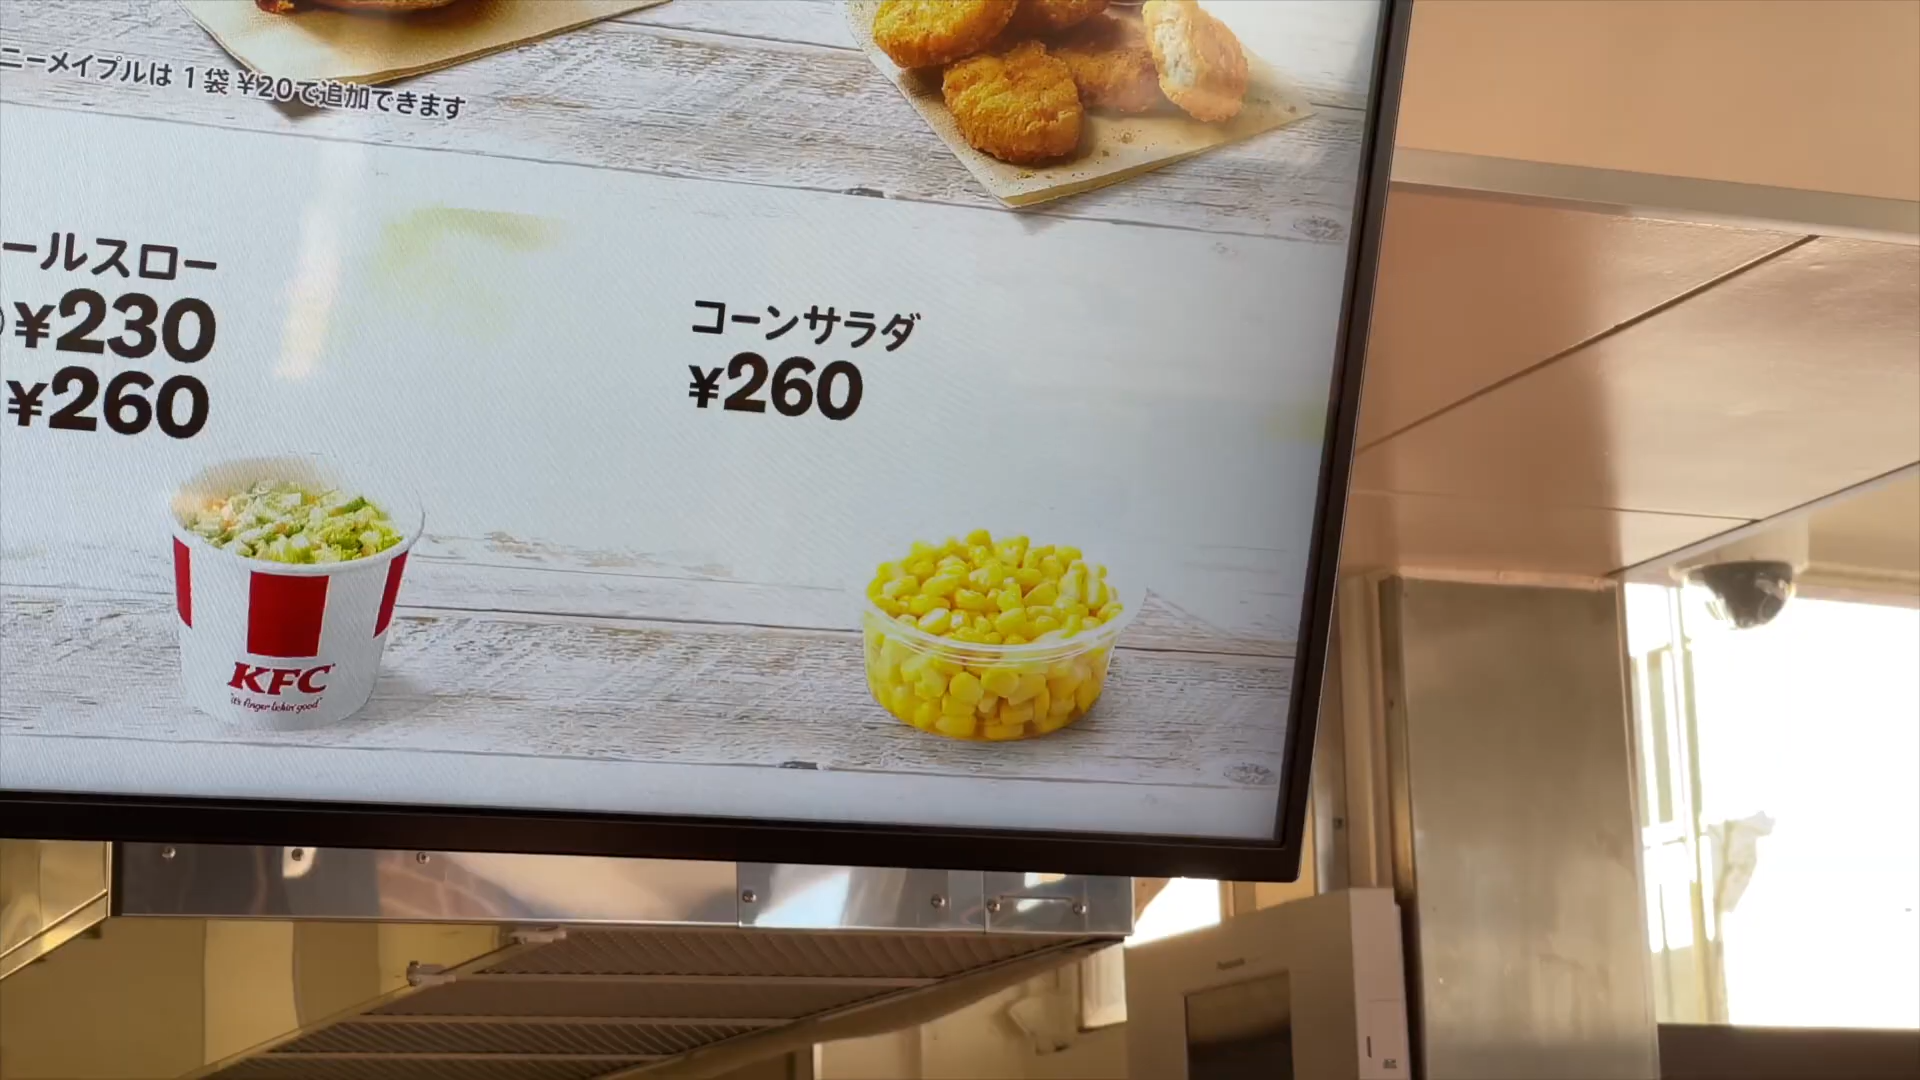 ニーメイプルは 1 袋 ¥20で追加できます
ールスロー
¥230
¥260
コーンサラダ
¥260
KFC
it's finger lickin' good
Panasonic